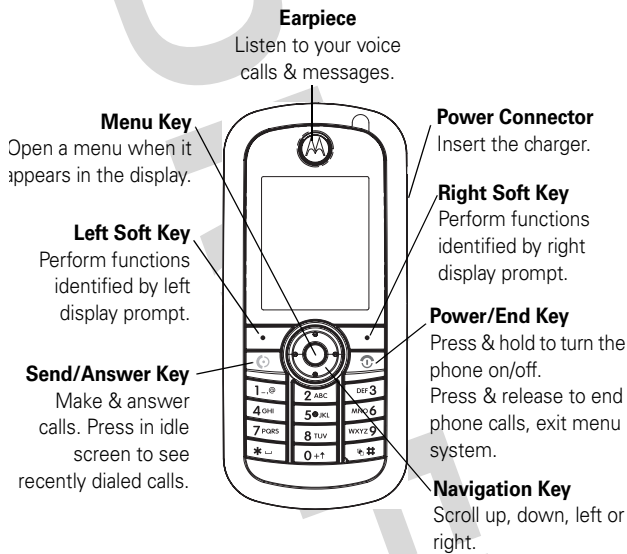 Earpiece
Listen to your voice
calls & messages.
Menu Key
Open a menu when it
appears in the display.
Left Soft Key
Perform functions
identified by left
display prompt.
Send/Answer Key
Make & answer
calls. Press in idle
screen to see
recently dialed calls.
Power Connector
Insert the charger.
Right Soft Key
Perform functions
identified by right
display prompt.
Power/End Key
Press & hold to turn the
phone on/off.
Press & release to end
phone calls, exit menu
system.
Navigation Key
Scroll up, down, left or
right.
1 2 ABC DEF 3
4 GHI 5 JKL MNO 6
7 PQRS 8 TUV WXYZ 9
* 0 + #